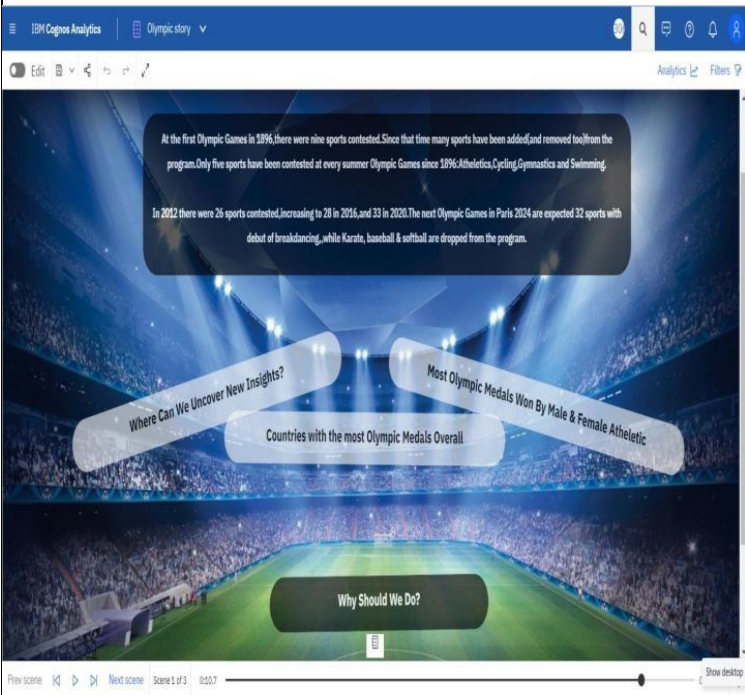 IBM Cognos Analytics
Olympic story
30
Edit
Analytics
Filters
At the first Olympic Games in 1896,there were nine sports contested.Since that time many sports have been added(and removed too)from the
program.Only five sports have been contested at every summer Olympic Games since 1896:Atheletics,Cycling,Gymnastics and Swimming.
In 2012 there were 26 sports contested,increasing to 28 in 2016,and 33 in 2020.The next Olympic Games in Paris 2024 are expected 32 sports with
debut of breakdancing,,while Karate, baseball & softball are dropped from the program.
Where Can We Uncover New Insights?
Most Olympic Medals Won By Male & Female Atheletic
Countries with the most Olympic Medals Overall
Why Should We Do?
Prev scene
Next scene
Scene 1 of 3
0:10.7
Show desktop